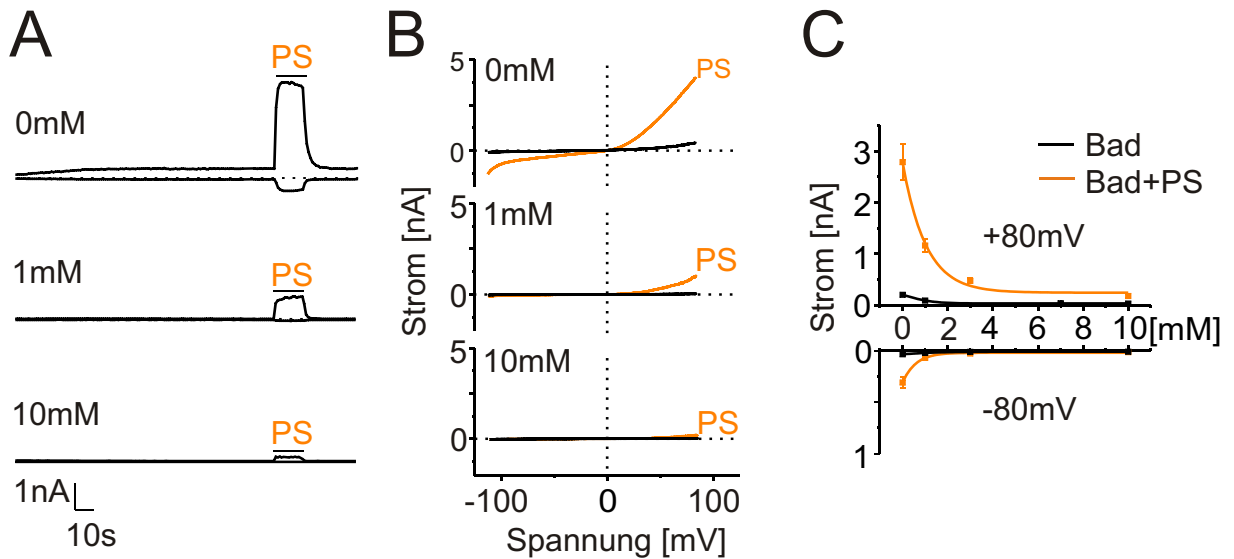 A
PS
0mM
PS
1mM
PS
10mM
1nA
10s
B
Strom [nA]
5
0mM
PS
0
5
1mM
PS
0
5
10mM
PS
0
-100 0 100
Spannung [mV]
C
Bad
Bad+PS
Strom [nA]
3
2
1
0
+80mV
0 2 4 6 8 10[mM]
0
-80mV
1